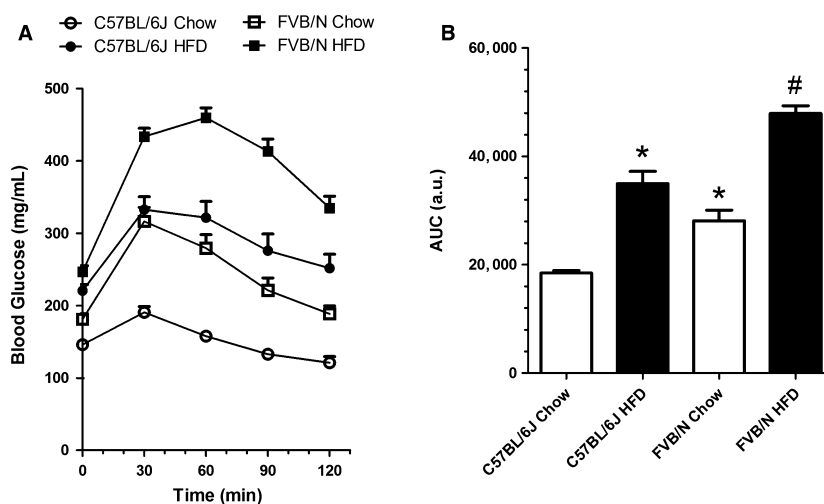 A
C57BL/6J Chow
C57BL/6J HFD
FVB/N Chow
FVB/N HFD
Blood Glucose (mg/mL)
500
400
300
200
100
0
0 30 60 90 120
Time (min)
B
AUC (a.u.)
60,000
40,000
20,000
0
* * #
C57BL/6J Chow
C57BL/6J HFD
FVB/N Chow
FVB/N HFD